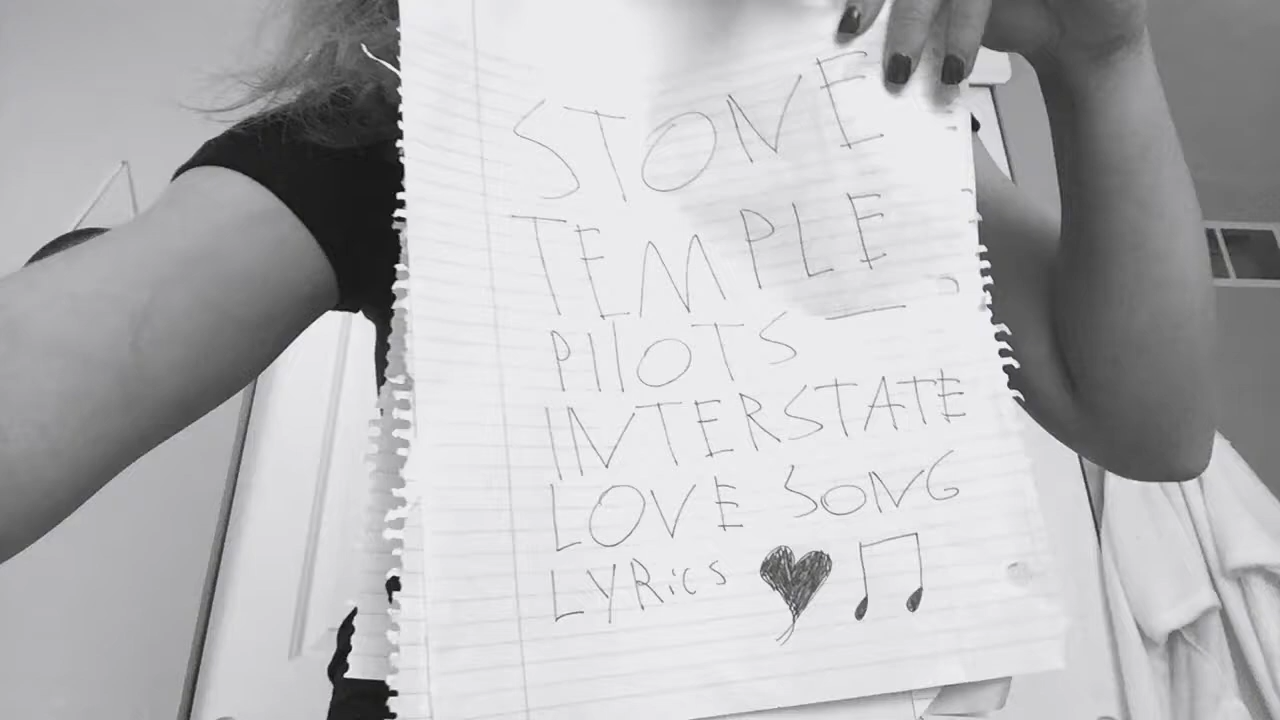 STONE
TEMPLE
PIlOTS
INTERSTATE
LOVE SONG
LYRics